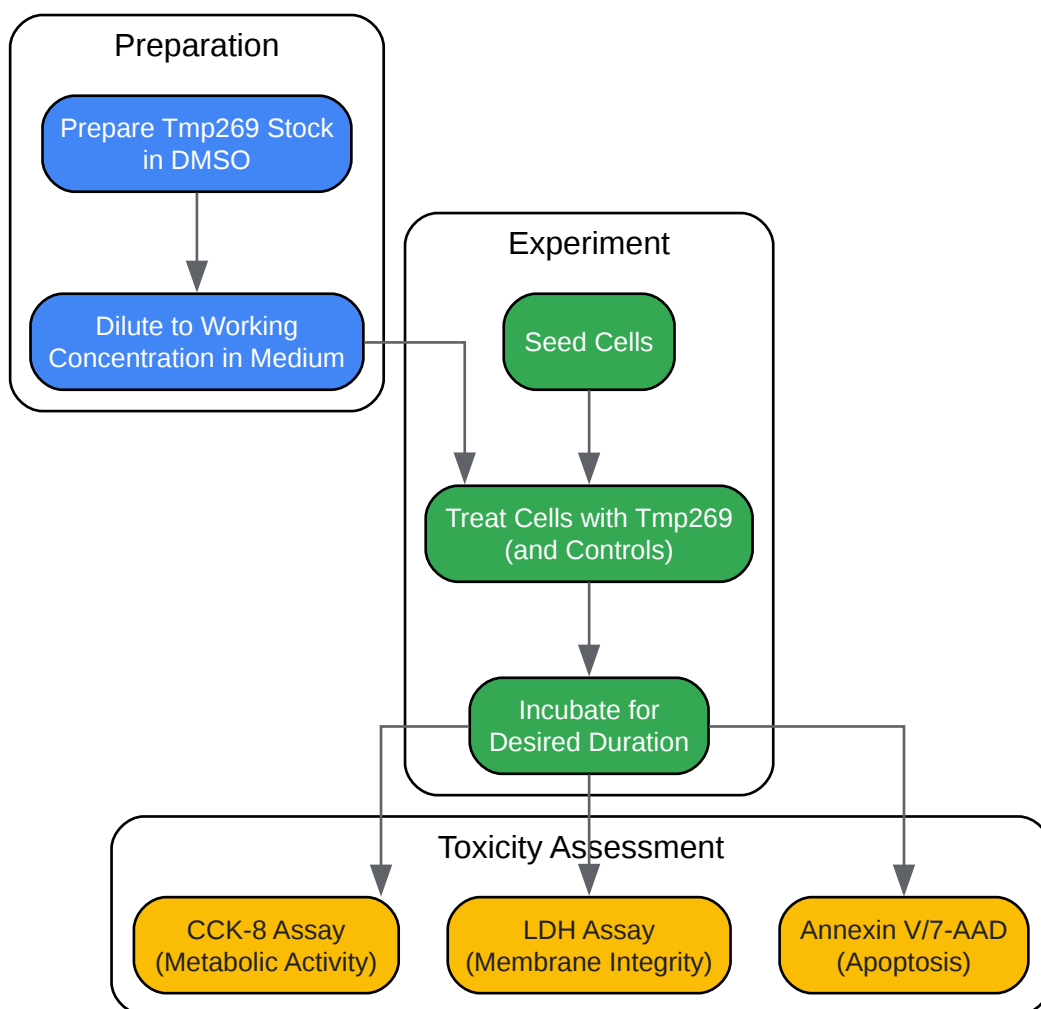 Preparation
Prepare Tmp269 Stock
in DMSO
Dilute to Working
Concentration in Medium
Experiment
Seed Cells
Treat Cells with Tmp269
(and Controls)
Incubate for
Desired Duration
Toxicity Assessment
CCK-8 Assay
(Metabolic Activity)
LDH Assay
(Membrane Integrity)
Annexin V/7-AAD
(Apoptosis)